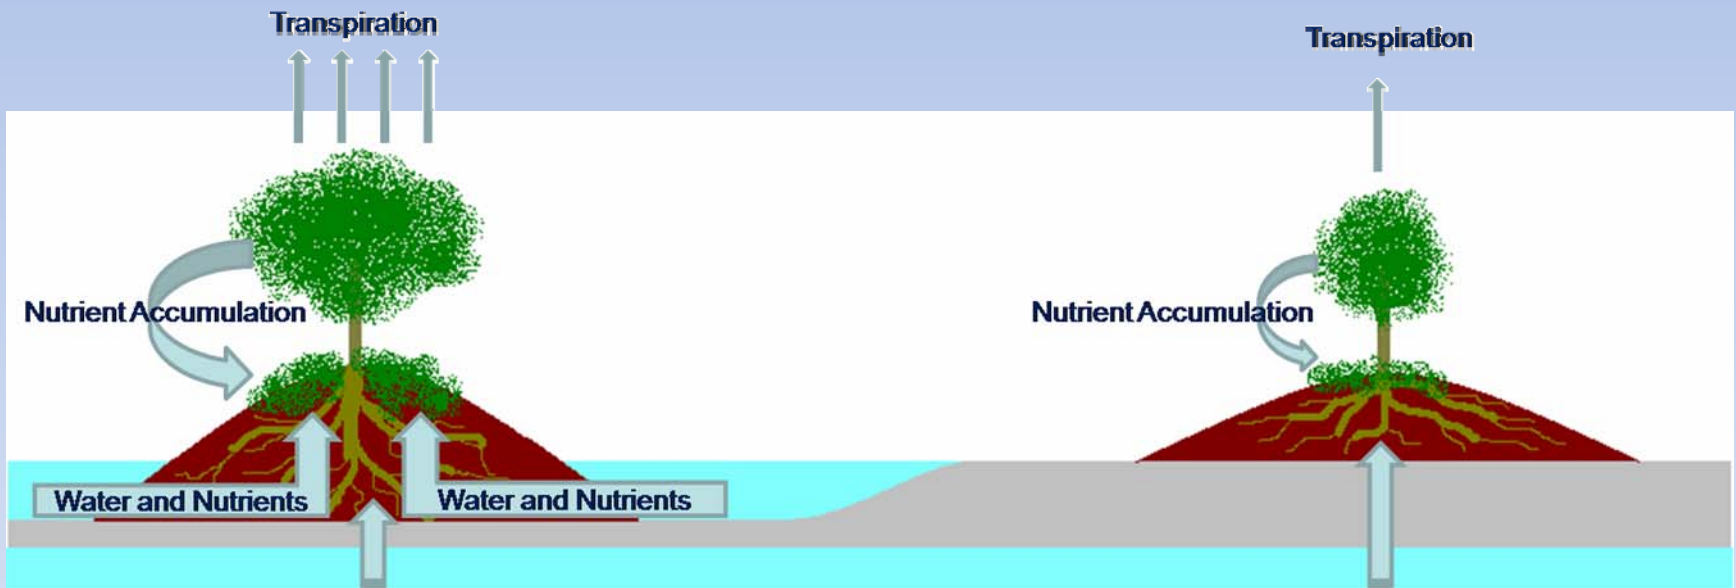 Transpiration
Transpiration
Nutrient Accumulation
Nutrient Accumulation
Water and Nutrients
Water and Nutrients